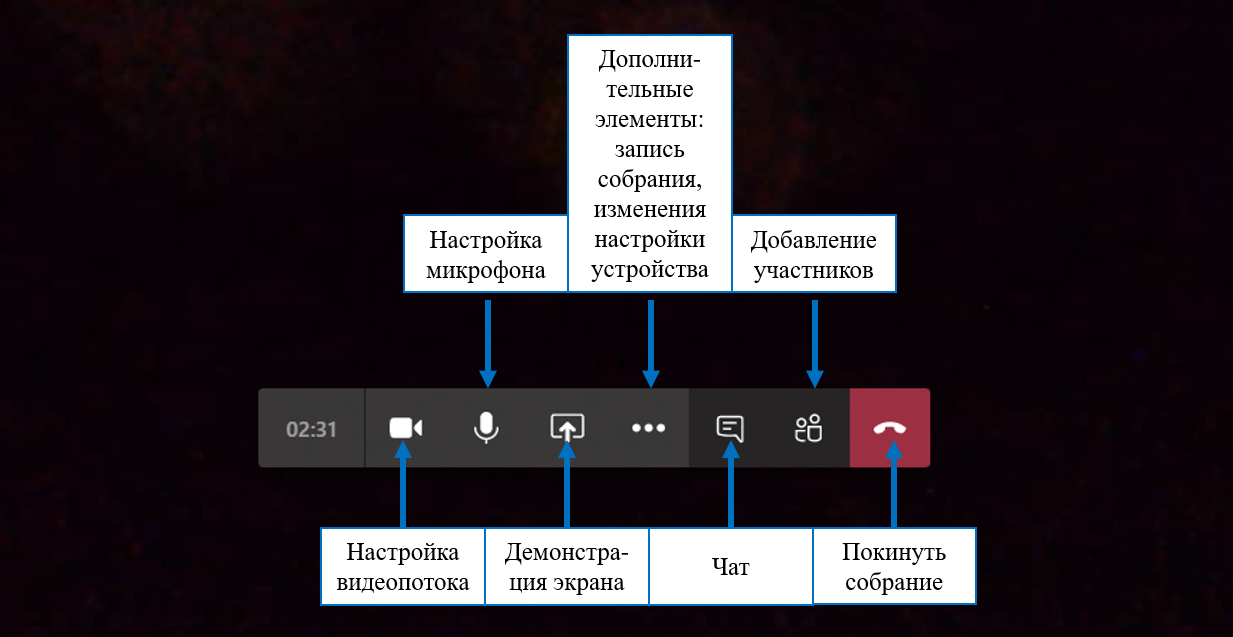 Дополни-
тельные
элементы:
запись
собрания,
изменения
настройки
устройства
Настройка
микрофона
Добавление
участников
02:31
Настройка
видеопотока
Демонстра-
ция экрана
Чат
Покинуть
собрание